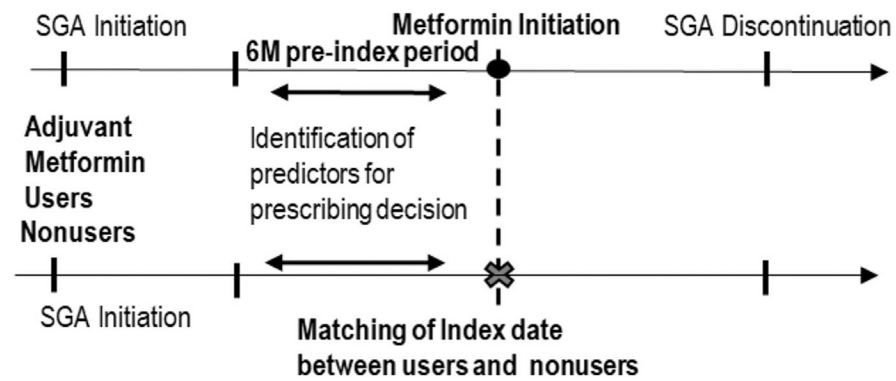 SGA Initiation
Metformin Initiation
SGA Discontinuation
6M pre-index period
Adjuvant
Metformin
Users
Nonusers
Identification of
predictors for
prescribing decision
SGA Initiation
Matching of Index date
between users and nonusers